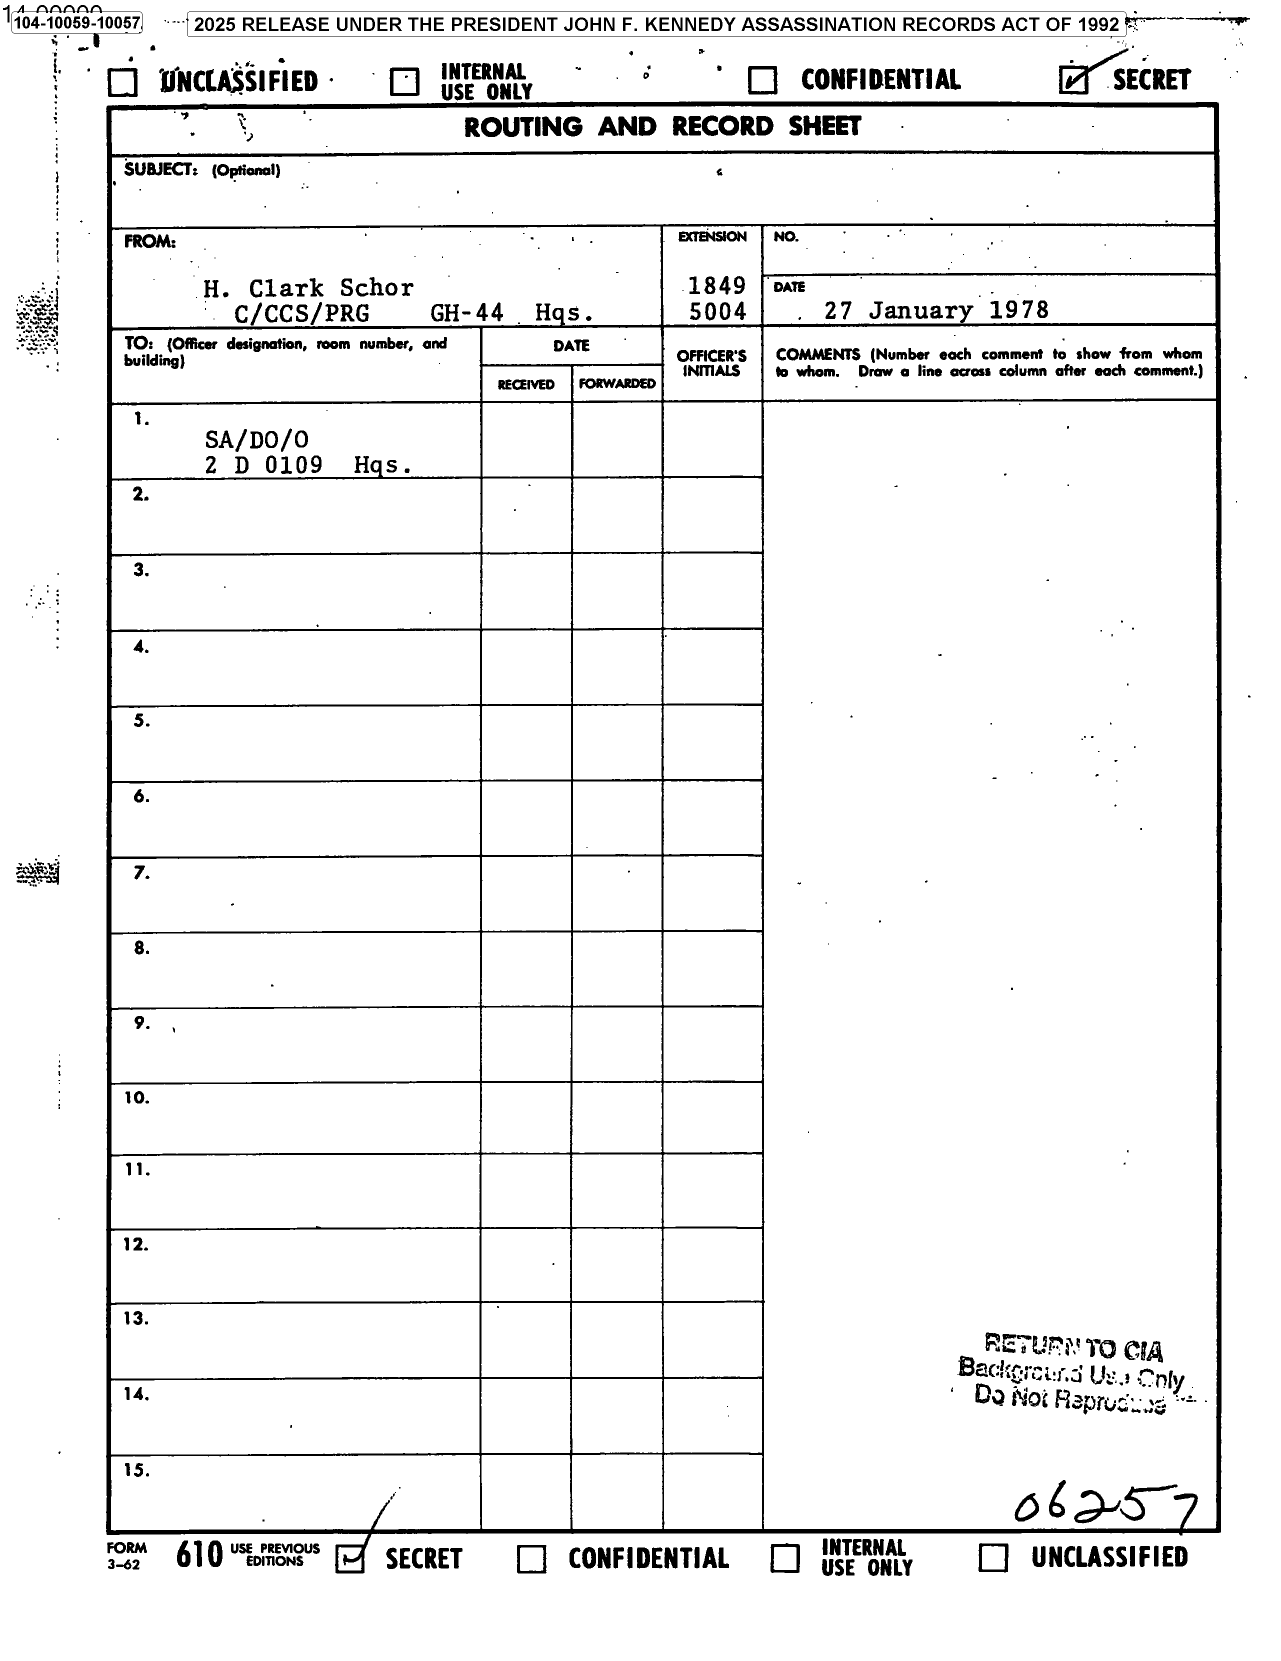 14-00000
104-10059-10057
2025 RELEASE UNDER THE PRESIDENT JOHN F. KENNEDY ASSASSINATION RECORDS ACT OF 1992
UNCLASSIFIED INTERNAL USE ONLY CONFIDENTIAL SECRET
ROUTING AND RECORD SHEET
SUBJECT: (Optional)
FROM:
H. Clark Schor
C/CCS/PRG GH-44 Hqs.
EXTENSION
1849
5004
NO.
DATE
27 January 1978
TO: (Officer designation, room number, and
building)
DATE
RECEIVED FORWARDED
OFFICER'S
INITIALS
COMMENTS (Number each comment to show from whom
to whom. Draw a line across column after each comment.)
1.
SA/DO/O
2 D 0109 Hqs.
2.
3.
4.
5.
6.
7.
8.
9.
10.
11.
12.
13.
14.
15.
RETURN TO CIA
Background Use Only
Do Not Reproduce
06257
FORM
3-62
610
USE PREVIOUS
EDITIONS
SECRET CONFIDENTIAL INTERNAL USE ONLY UNCLASSIFIED